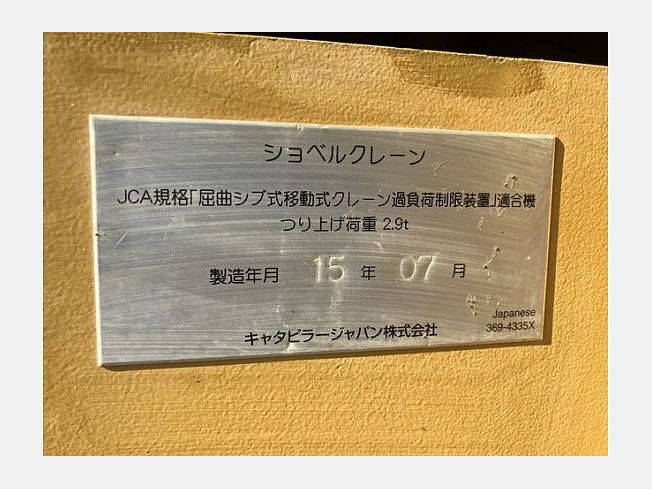 ショベルクレーン
JCA規格「屈曲ジブ式移動式クレーン過負荷制限装置」適合機
つり上げ荷重 2.9t
製造年月 15 年 07 月
キャタピラージャパン株式会社
Japanese
369-4335X